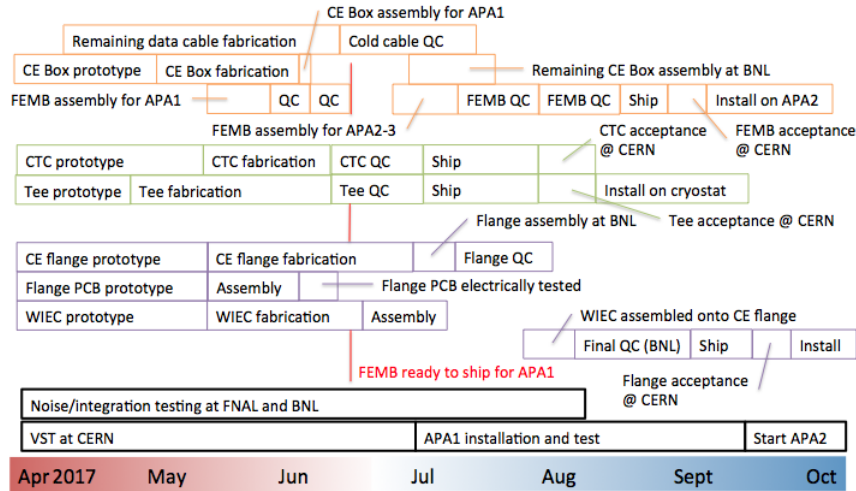 CE Box assembly for APA1
Remaining data cable fabrication
Cold cable QC
CE Box prototype
CE Box fabrication
Remaining CE Box assembly at BNL
FEMB assembly for APA1
QC
QC
FEMB QC
FEMB QC
Ship
Install on APA2
FEMB assembly for APA2-3
CTC acceptance
@ CERN
FEMB acceptance
@ CERN
CTC prototype
CTC fabrication
CTC QC
Ship
Tee prototype
Tee fabrication
Tee QC
Ship
Install on cryostat
Flange assembly at BNL
Tee acceptance @ CERN
CE flange prototype
CE flange fabrication
Flange QC
Flange PCB prototype
Assembly
Flange PCB electrically tested
WIEC prototype
WIEC fabrication
Assembly
WIEC assembled onto CE flange
Final QC (BNL)
Ship
Install
FEMB ready to ship for APA1
Flange acceptance
@ CERN
Noise/integration testing at FNAL and BNL
VST at CERN
APA1 installation and test
Start APA2
Apr 2017
May
Jun
Jul
Aug
Sept
Oct